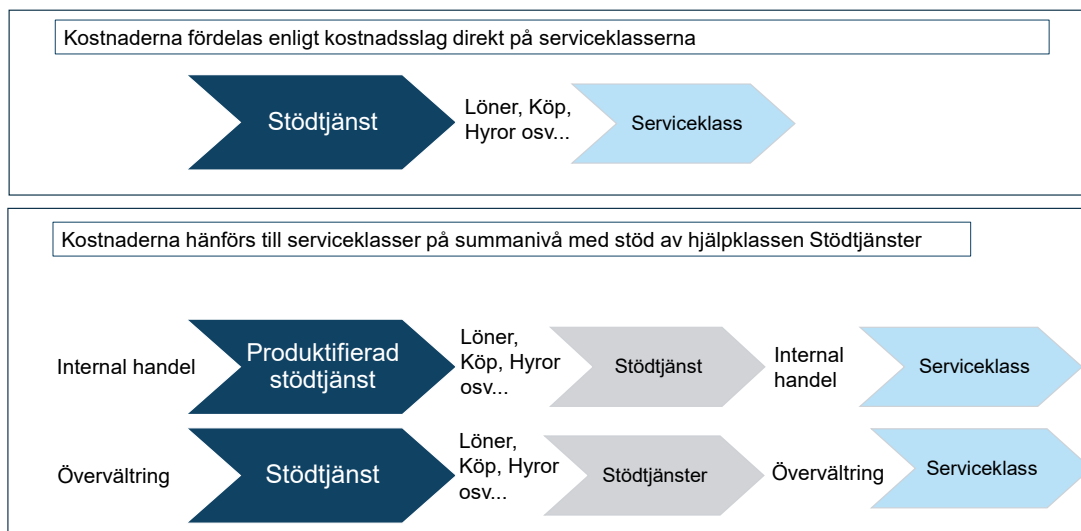 Kostnaderna fördelas enligt kostnadsslag direkt på serviceklasserna
Stödtjänst
Löner, Köp,
Hyror osv...
Serviceklass
Kostnaderna hänförs till serviceklasser på summanivå med stöd av hjälpklassen Stödtjänster
Internal handel
Produktifierad
stödtjänst
Löner,
Köp, Hyror
osv...
Stödtjänst
Internal
handel
Serviceklass
Övervältring
Stödtjänst
Löner,
Köp, Hyror
osv...
Stödtjänster
Övervältring
Serviceklass